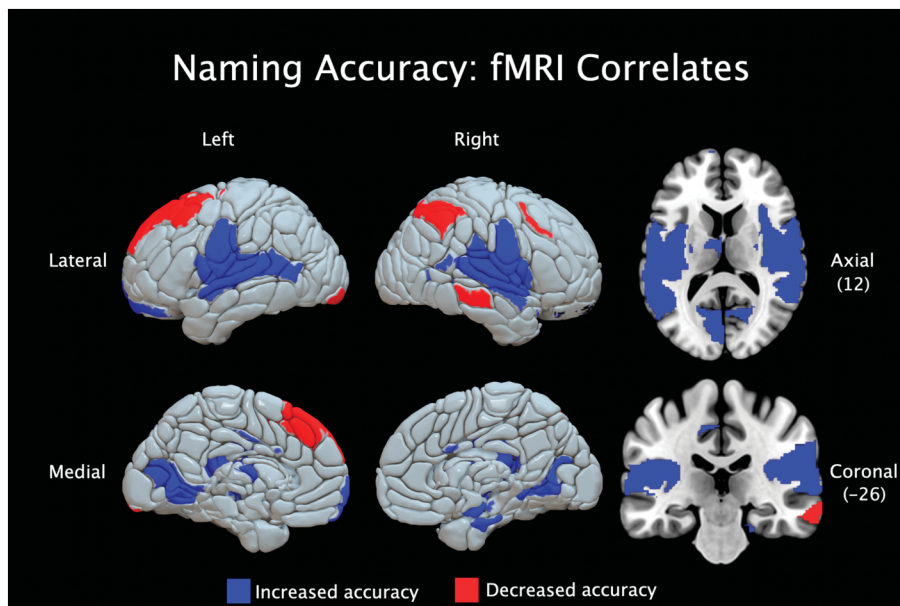 Naming Accuracy: fMRI Correlates
Left
Right
Lateral
Axial
(12)
Medial
Coronal
(-26)
Increased accuracy
Decreased accuracy